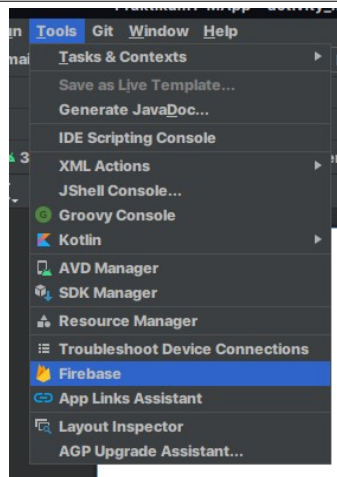 Tools Git Window Help
Tasks & Contexts
Save as Live Template...
Generate JavaDoc...
IDE Scripting Console
XML Actions
JShell Console...
G Groovy Console
Kotlin
AVD Manager
SDK Manager
Resource Manager
Troubleshoot Device Connections
Firebase
App Links Assistant
Layout Inspector
AGP Upgrade Assistant...